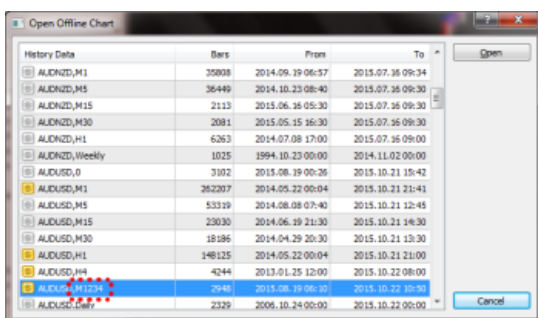 Open Offline Chart
History Data Bars From To
AUDNZD,M1 35808 2014.09.19 06:57 2015.07.16 09:34
AUDNZD,M5 36449 2014.10.23 08:40 2015.07.16 09:30
AUDNZD,M15 2113 2015.06.16 05:30 2015.07.16 09:30
AUDNZD,M30 2081 2015.05.15 16:30 2015.07.16 09:30
AUDNZD,H1 6263 2014.07.08 17:00 2015.07.16 09:00
AUDNZD,Weekly 1025 1994.10.23 00:00 2014.11.02 00:00
AUDUSD,0 3102 2015.08.19 00:26 2015.10.21 15:42
AUDUSD,M1 262207 2014.05.22 00:04 2015.10.21 21:41
AUDUSD,M5 53319 2014.08.08 07:40 2015.10.21 12:45
AUDUSD,M15 23030 2014.06.19 21:30 2015.10.21 14:30
AUDUSD,M30 18186 2014.04.29 20:30 2015.10.21 13:30
AUDUSD,H1 148125 2014.05.22 00:04 2015.10.21 21:00
AUDUSD,H4 4244 2013.01.25 12:00 2015.10.22 08:00
AUDUSD,M1234 2948 2015.08.19 06:10 2015.10.22 10:50
AUDUSD,Daily 2329 2006.10.24 00:00 2015.10.22 00:00
Open
Cancel